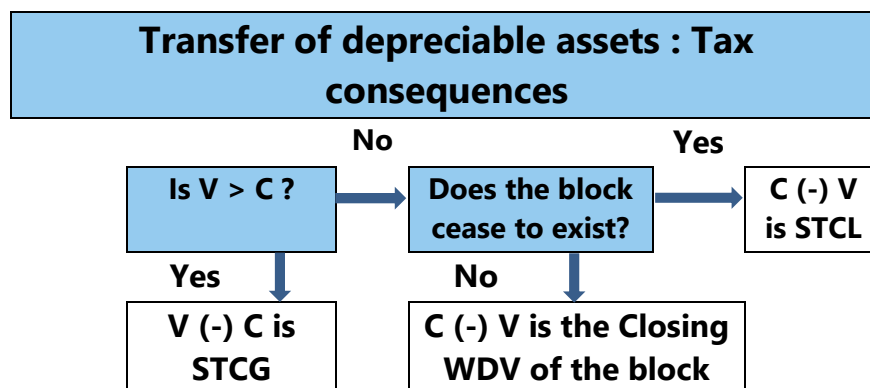 Transfer of depreciable assets : Tax
consequences
No
Yes
Is V > C ?
Does the block
cease to exist?
C (-) V
is STCL
Yes
No
V (-) C is
STCG
C (-) V is the Closing
WDV of the block